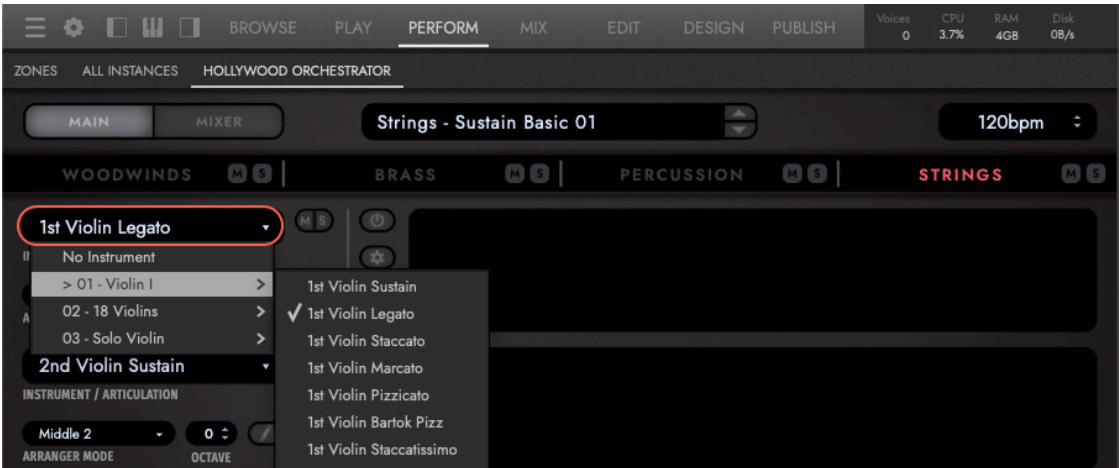 BROWSE PLAY PERFORM MIX EDIT DESIGN PUBLISH Voices 0 CPU 3.7% RAM 4GB Disk 0B/s
ZONES ALL INSTANCES HOLLYWOOD ORCHESTRATOR
MAIN MIXER Strings - Sustain Basic 01 120bpm
WOODWINDS M S BRASS M S PERCUSSION M S STRINGS M S
1st Violin Legato M S
No Instrument
> 01 - Violin I >
1st Violin Sustain
02 - 18 Violins >
✓ 1st Violin Legato
03 - Solo Violin >
1st Violin Staccato
2nd Violin Sustain
1st Violin Marcato
INSTRUMENT / ARTICULATION
1st Violin Pizzicato
1st Violin Bartok Pizz
Middle 2 0
ARRANGER MODE OCTAVE
1st Violin Staccatissimo